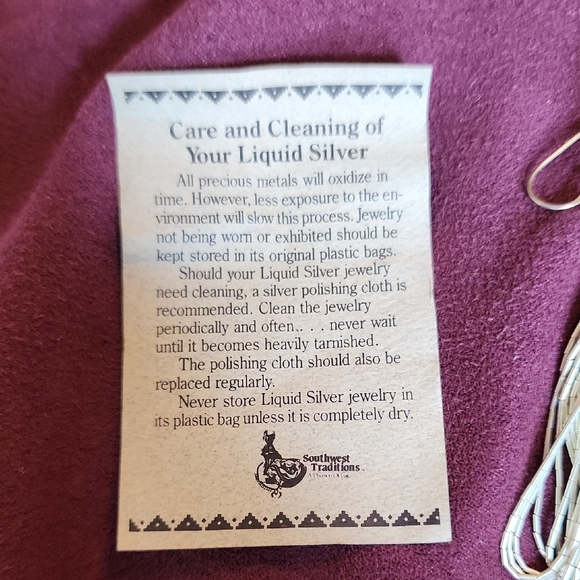 Care and Cleaning of
Your Liquid Silver
All precious metals will oxidize in
time. However, less exposure to the en-
vironment will slow this process. Jewelry
not being worn or exhibited should be
kept stored in its original plastic bags.
Should your Liquid Silver jewelry
need cleaning, a silver polishing cloth is
recommended. Clean the jewelry
periodically and often.. . . never wait
until it becomes heavily tarnished.
The polishing cloth should also be
replaced regularly.
Never store Liquid Silver jewelry in
its plastic bag unless it is completely dry.
Southwest
Traditions